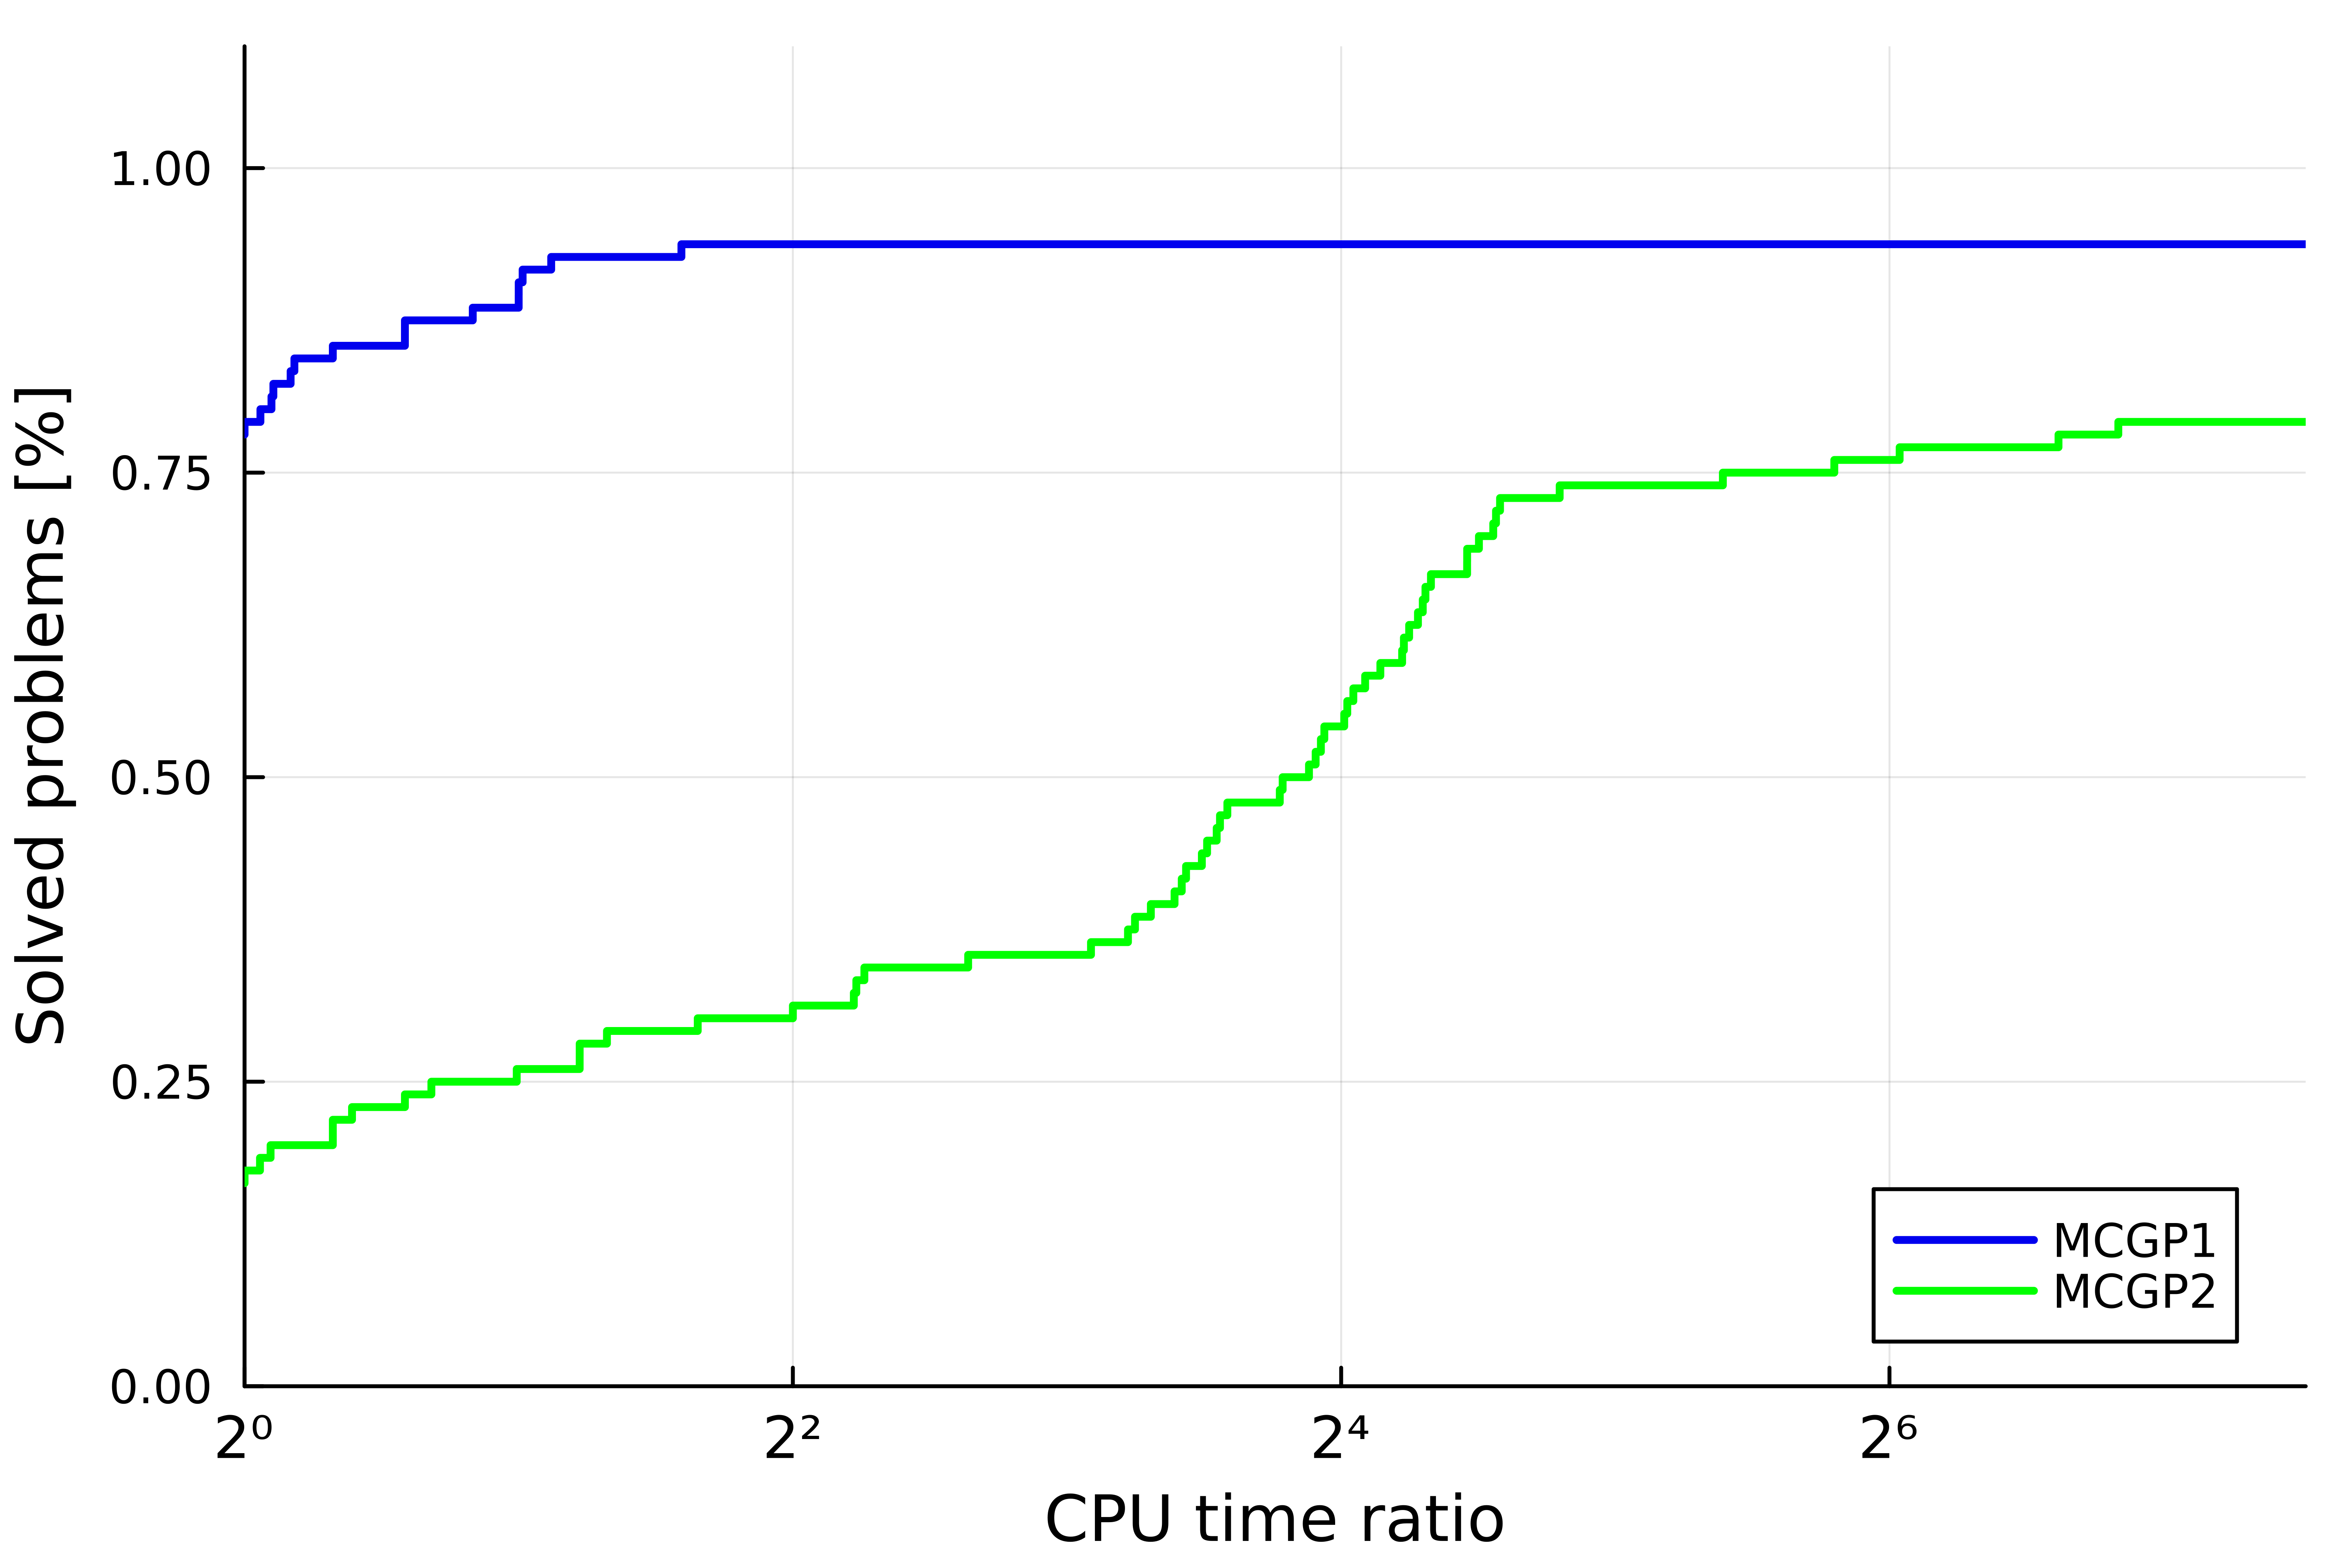 Solved problems [%]
1.00
0.75
0.50
0.25
0.00
2⁰ 2² 2⁴ 2⁶
CPU time ratio
MCGP1
MCGP2